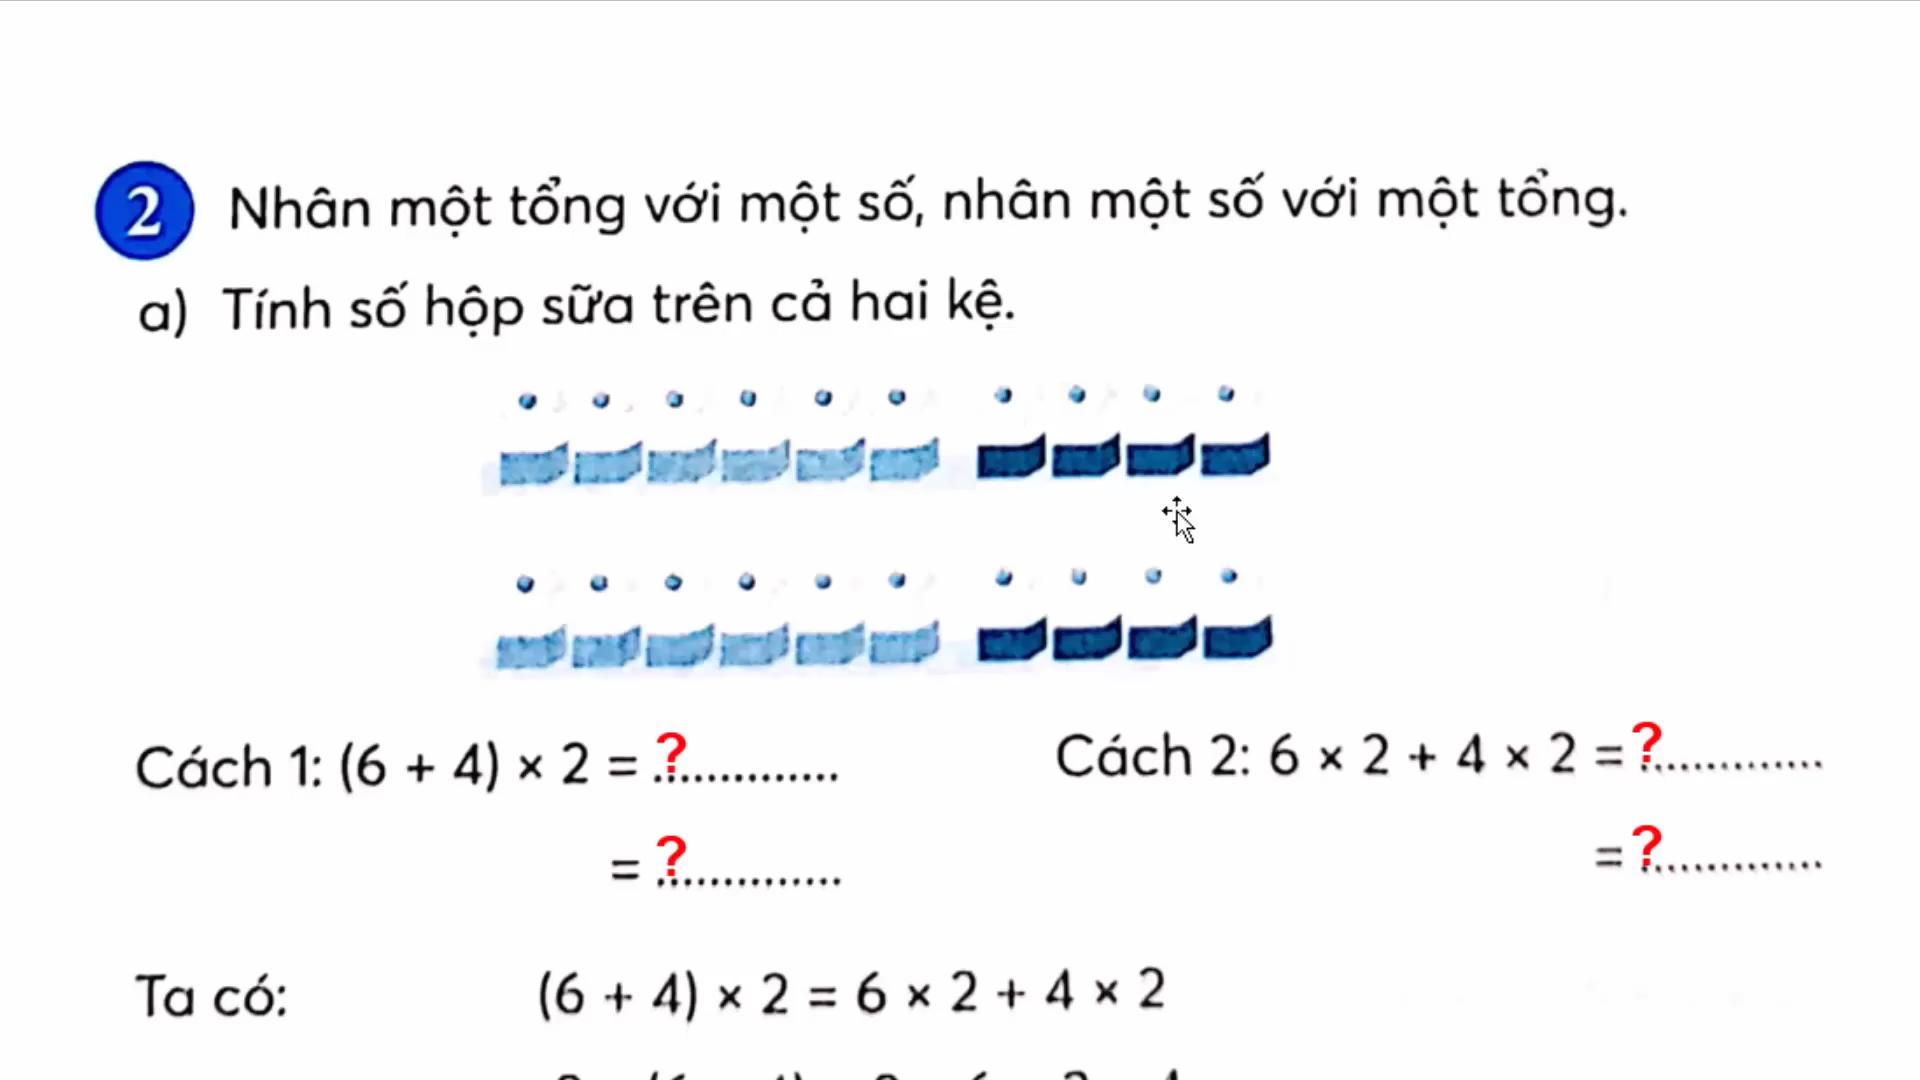 2 Nhân một tổng với một số, nhân một số với một tổng.
a) Tính số hộp sữa trên cả hai kệ.
Cách 1: (6 + 4) × 2 = ?..............
= ?..............
Cách 2: 6 × 2 + 4 × 2 = ?..............
= ?..............
Ta có: (6 + 4) × 2 = 6 × 2 + 4 × 2